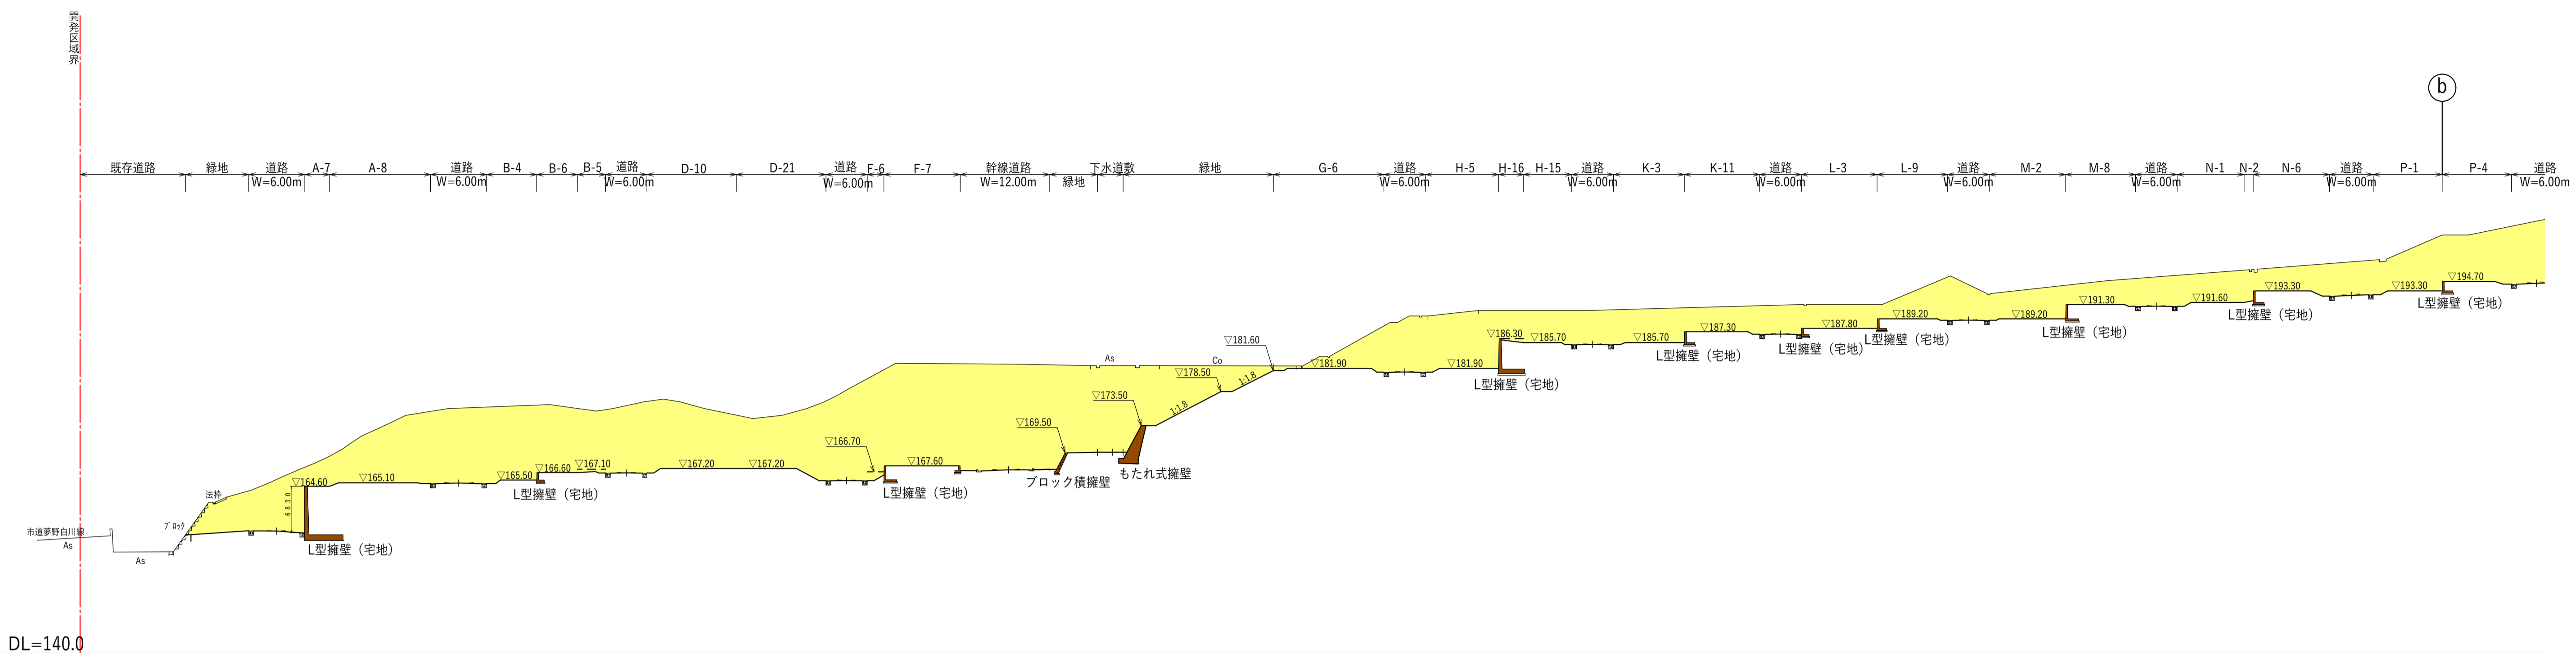 開発区域界
b
既存道路
緑地
道路
W=6.00m
A-7
A-8
道路
W=6.00m
B-4
B-6
B-5
道路
W=6.00m
D-10
D-21
道路
W=6.00m
F-6
F-7
幹線道路
W=12.00m
緑地
下水道敷
緑地
G-6
道路
W=6.00m
H-5
H-16
H-15
道路
W=6.00m
K-3
K-11
道路
W=6.00m
L-3
L-9
道路
W=6.00m
M-2
M-8
道路
W=6.00m
N-1
N-2
N-6
道路
W=6.00m
P-1
P-4
道路
W=6.00m
市道夢野白川線
As
As
ブロック
法枠
6830
▽164.60
L型擁壁（宅地）
▽165.10
▽165.50
▽166.60
L型擁壁（宅地）
▽167.10
▽167.20
▽167.20
▽166.70
▽167.60
L型擁壁（宅地）
▽169.50
ブロック積擁壁
▽173.50
もたれ式擁壁
As
Co
1:1.8
▽178.50
1:1.8
▽181.60
▽181.90
▽181.90
▽186.30
L型擁壁（宅地）
▽185.70
▽185.70
▽187.30
L型擁壁（宅地）
▽187.80
L型擁壁（宅地）
▽189.20
L型擁壁（宅地）
▽189.20
▽191.30
L型擁壁（宅地）
▽191.60
▽193.30
L型擁壁（宅地）
▽193.30
▽194.70
L型擁壁（宅地）
DL=140.0